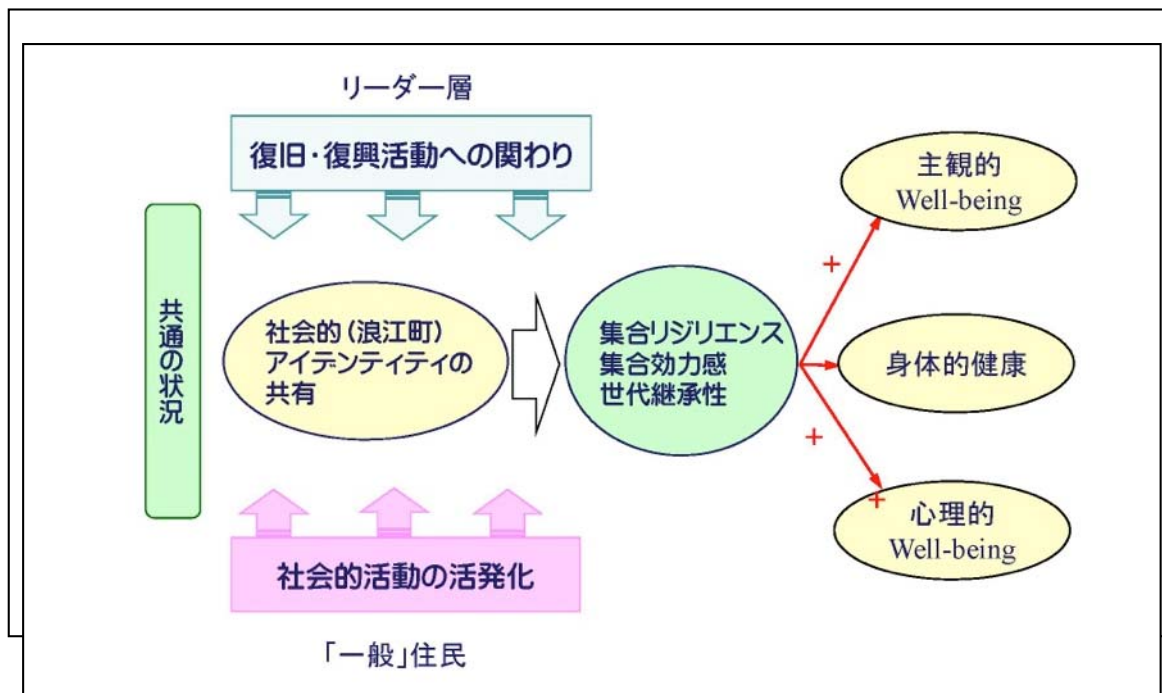 リーダー層
復旧・復興活動への関わり
共通の状況
社会的(浪江町)
アイデンティティの
共有
集合リジリエンス
集合効力感
世代継承性
+
+
+
主観的
Well-being
身体的健康
心理的
Well-being
社会的活動の活発化
「一般」住民